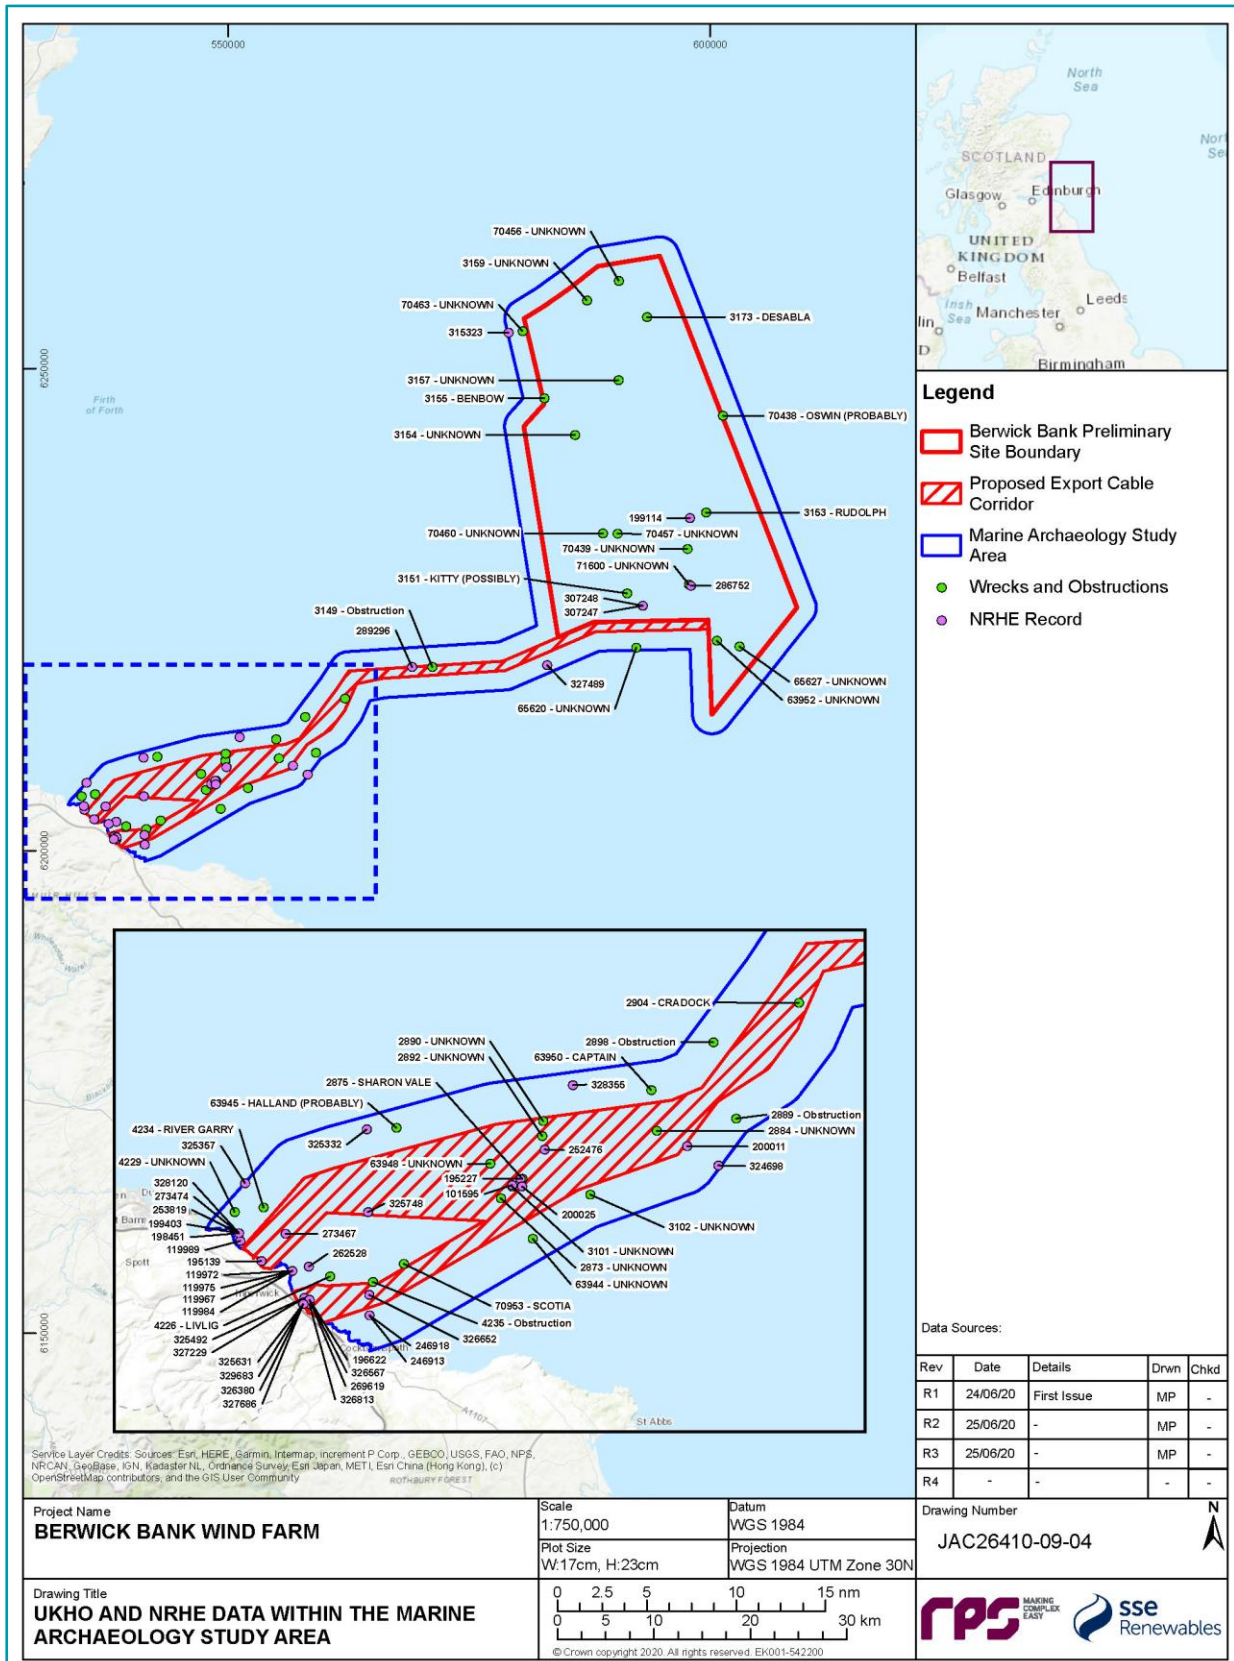 550000
600000
6250000
6200000
6150000
Firth
of Forth
70456 - UNKNOWN
3159 - UNKNOWN
70463 - UNKNOWN
315323
3173 - DESABLA
3157 - UNKNOWN
3155 - BENBOW
70438 - OSWIN (PROBABLY)
3154 - UNKNOWN
199114
3153 - RUDOLPH
70460 - UNKNOWN
70457 - UNKNOWN
70439 - UNKNOWN
71600 - UNKNOWN
3151 - KITTY (POSSIBLY)
286752
307248
307247
3149 - Obstruction
289296
327489
65627 - UNKNOWN
63952 - UNKNOWN
65620 - UNKNOWN
2904 - CRADOCK
2890 - UNKNOWN
2898 - Obstruction
2892 - UNKNOWN
63950 - CAPTAIN
2875 - SHARON VALE
328355
63945 - HALLAND (PROBABLY)
4234 - RIVER GARRY
325357
325332
2889 - Obstruction
2884 - UNKNOWN
4229 - UNKNOWN
252476
200011
63948 - UNKNOWN
324698
328120
195227
273474
101595
253819
325748
200025
199403
3102 - UNKNOWN
198451
273467
119989
3101 - UNKNOWN
Spott
195139
262528
2873 - UNKNOWN
119972
63944 - UNKNOWN
119975
119967
119984
70953 - SCOTIA
4226 - LIVLIG
4235 - Obstruction
325492
326652
327229
246918
325631
196622
246913
329683
326567
326380
269619
327686
326813
A1107
St Abbs
ROTHBURY FOREST
Service Layer Credits: Sources: Esri, HERE, Garmin, Intermap, increment P Corp., GEBCO, USGS, FAO, NPS,
NRCAN, GeoBase, IGN, Kadaster NL, Ordnance Survey, Esri Japan, METI, Esri China (Hong Kong), (c)
OpenStreetMap contributors, and the GIS User Community
North
Sea
SCOTLAND
Glasgow
Edinburgh
UNITED
KINGDOM
Belfast
Irish
Sea
Manchester
Leeds
Birmingham
Legend
Berwick Bank Preliminary
Site Boundary
Proposed Export Cable
Corridor
Marine Archaeology Study
Area
Wrecks and Obstructions
NRHE Record
Data Sources:
Rev Date Details Drwn Chkd
R1 24/06/20 First Issue MP -
R2 25/06/20 - MP -
R3 25/06/20 - MP -
R4 - - - -
Project Name
BERWICK BANK WIND FARM
Scale
1:750,000
Datum
WGS 1984
Plot Size
W:17cm, H:23cm
Projection
WGS 1984 UTM Zone 30N
Drawing Number
JAC26410-09-04
N
Drawing Title
UKHO AND NRHE DATA WITHIN THE MARINE
ARCHAEOLOGY STUDY AREA
0 2.5 5 10 15 nm
0 5 10 20 30 km
© Crown copyright 2020. All rights reserved. EK001-542200
rps MAKING
COMPLEX
EASY
sse
Renewables